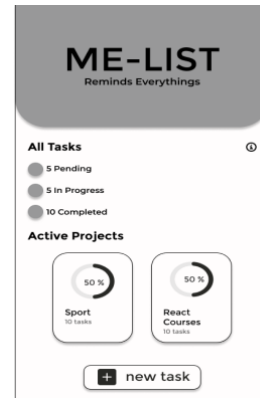 ME-LIST
Reminds Everythings
All Tasks
5 Pending
5 In Progress
10 Completed
Active Projects
50 %
Sport
10 tasks
50 %
React
Courses
10 tasks
new task